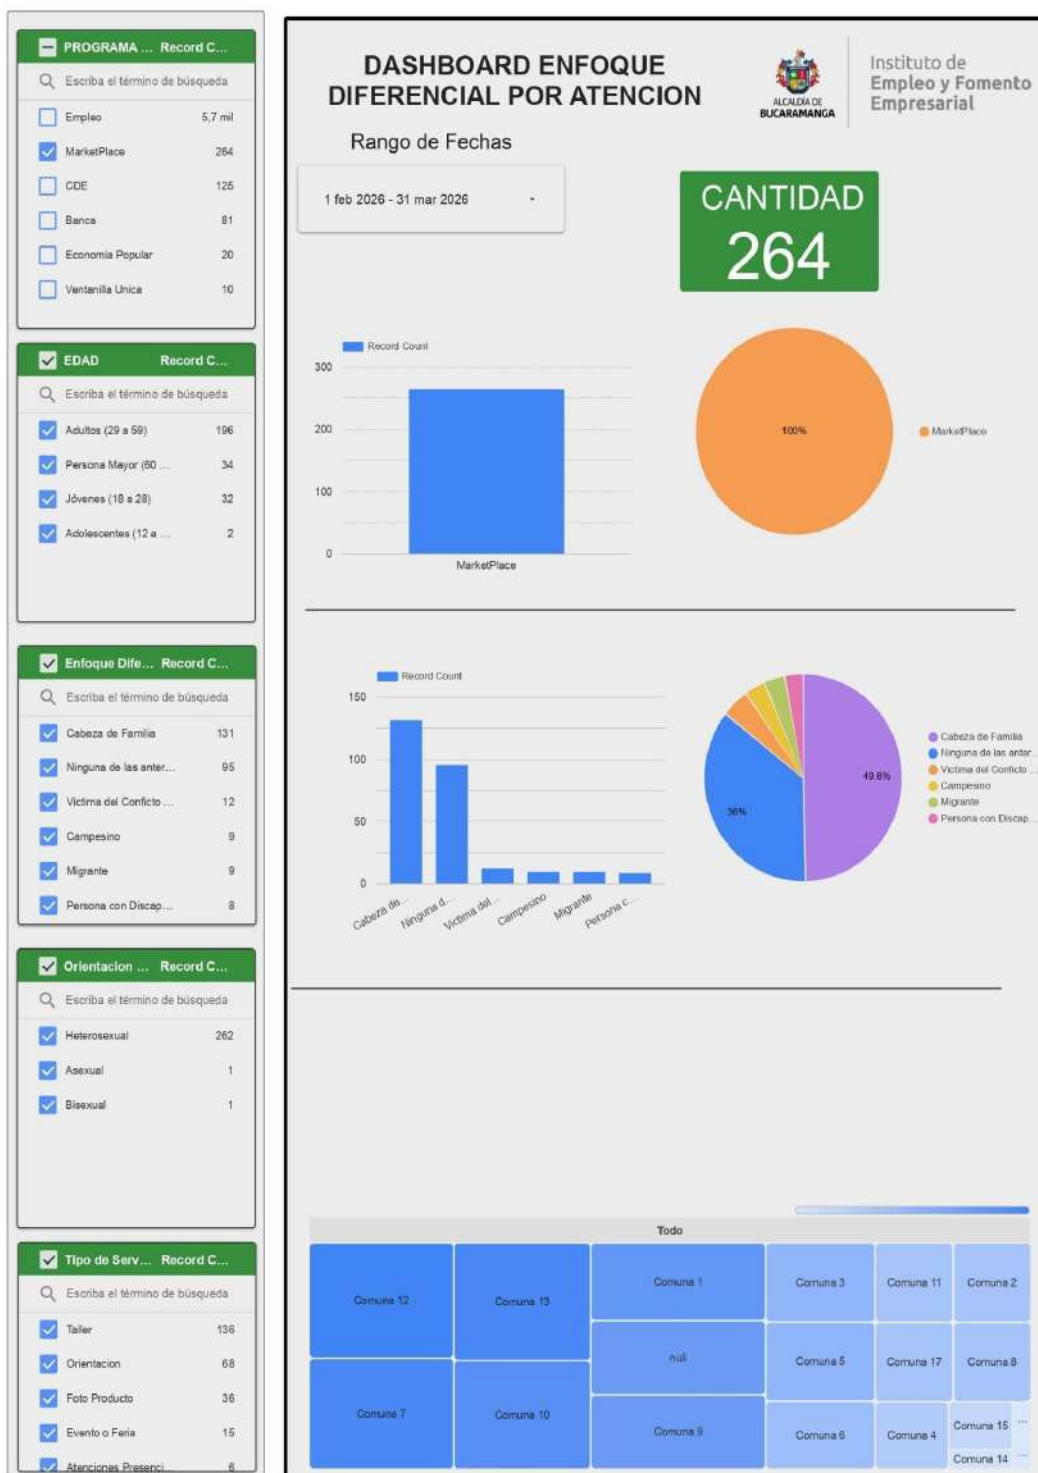 PROGRAMA ... Record C...
Escriba el término de búsqueda
Empleo 5,7 mil
MarketPlace 264
CDE 125
Banca 81
Economia Popular 20
Ventanilla Unica 10
EDAD Record C...
Escriba el término de búsqueda
Adultos (29 a 59) 196
Persona Mayor (60 ... 34
Jóvenes (18 a 28) 32
Adolescentes (12 a ... 2
Enfoque Dife... Record C...
Escriba el término de búsqueda
Cabeza de Familia 131
Ninguna de las anter... 95
Victima del Conficto ... 12
Campesino 9
Migrante 9
Persona con Discap... 8
Orientacion ... Record C...
Escriba el término de búsqueda
Heterosexual 262
Asexual 1
Bisexual 1
Tipo de Serv... Record C...
Escriba el término de búsqueda
Taller 136
Orientacion 68
Foto Producto 36
Evento o Feria 15
Atenciones Presenci... 6
DASHBOARD ENFOQUE
DIFERENCIAL POR ATENCION
ALCALDÍA DE
BUCARAMANGA
Instituto de
Empleo y Fomento
Empresarial
Rango de Fechas
1 feb 2026 - 31 mar 2026 -
CANTIDAD
264
Record Count
300
200
100
0
MarketPlace
100%
MarketPlace
Record Count
150
100
50
0
Cabeza de...
Ninguna d...
Victima del...
Campesino
Migrante
Persona c...
49.6%
36%
Cabeza de Familia
Ninguna de las anter...
Victima del Conficto ...
Campesino
Migrante
Persona con Discap...
Todo
Comuna 12
Comuna 13
Comuna 1
Comuna 3
Comuna 11
Comuna 2
null
Comuna 5
Comuna 17
Comuna 8
Comuna 7
Comuna 10
Comuna 9
Comuna 6
Comuna 4
Comuna 15
...
Comuna 14
...